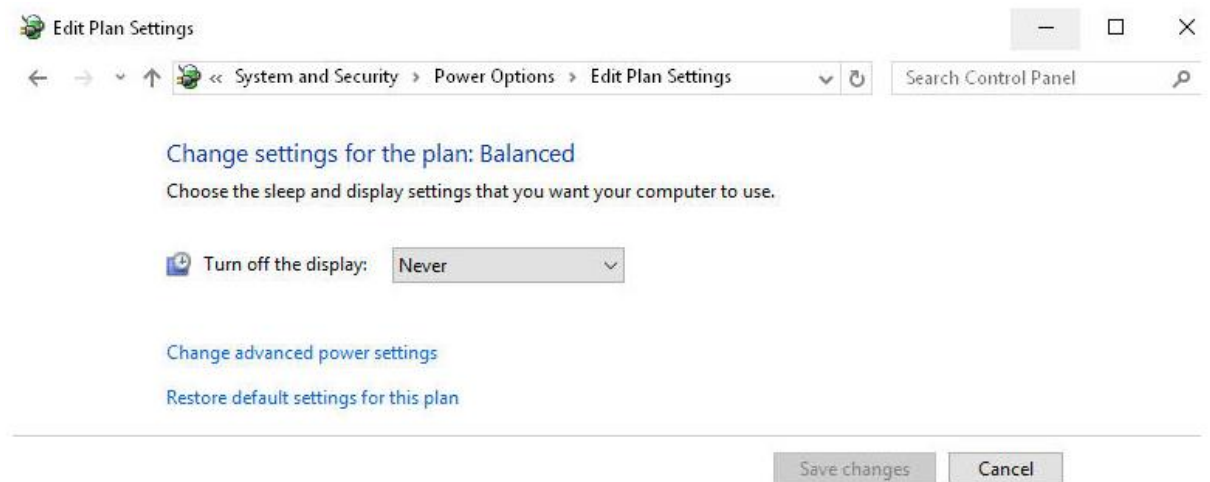 Edit Plan Settings
« System and Security > Power Options > Edit Plan Settings
Search Control Panel
Change settings for the plan: Balanced
Choose the sleep and display settings that you want your computer to use.
Turn off the display: Never
Change advanced power settings
Restore default settings for this plan
Save changes Cancel